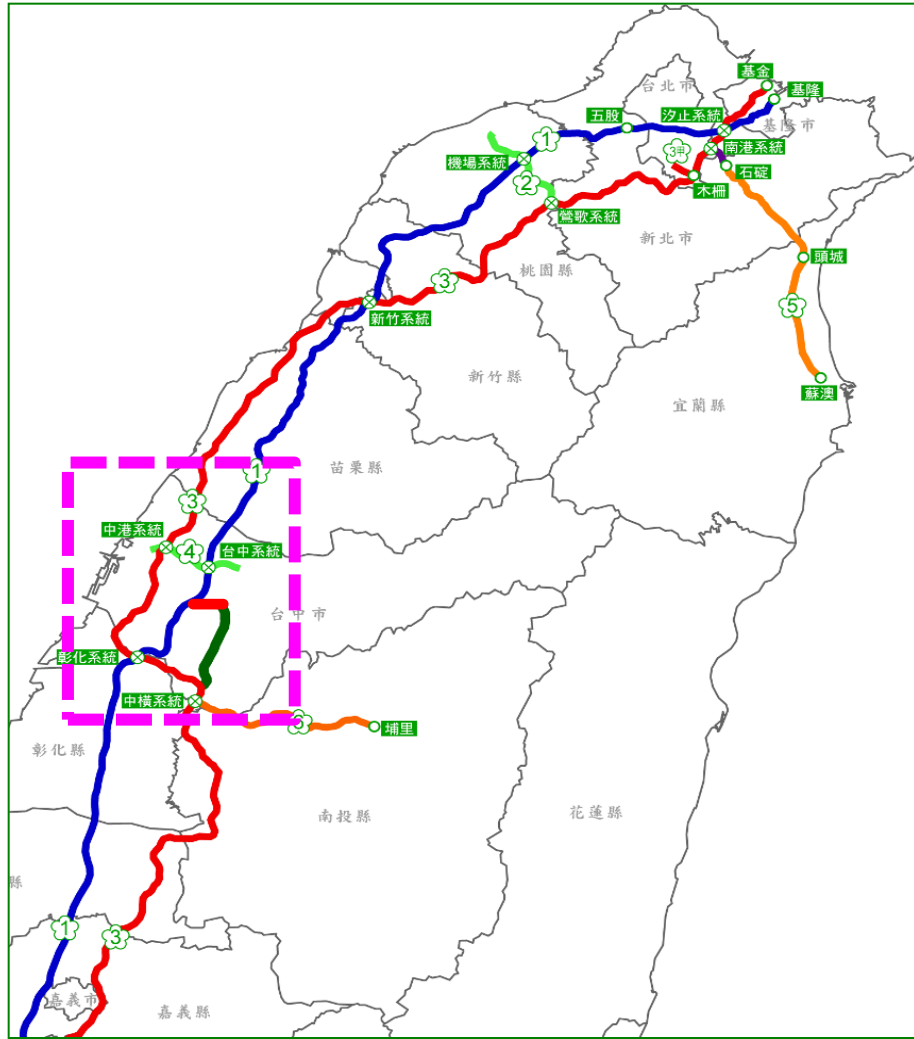 基金
台北市
基隆
五股
汐止系統
基隆市
1
南港系統
機場系統
3甲
石碇
2
木柵
鶯歌系統
新北市
頭城
桃園縣
3
5
新竹系統
新竹縣
蘇澳
宜蘭縣
1
苗栗縣
3
中港系統
4
台中系統
台中市
彰化系統
中橫系統
埔里
彰化縣
南投縣
花蓮縣
縣
1
3
嘉義市
嘉義縣